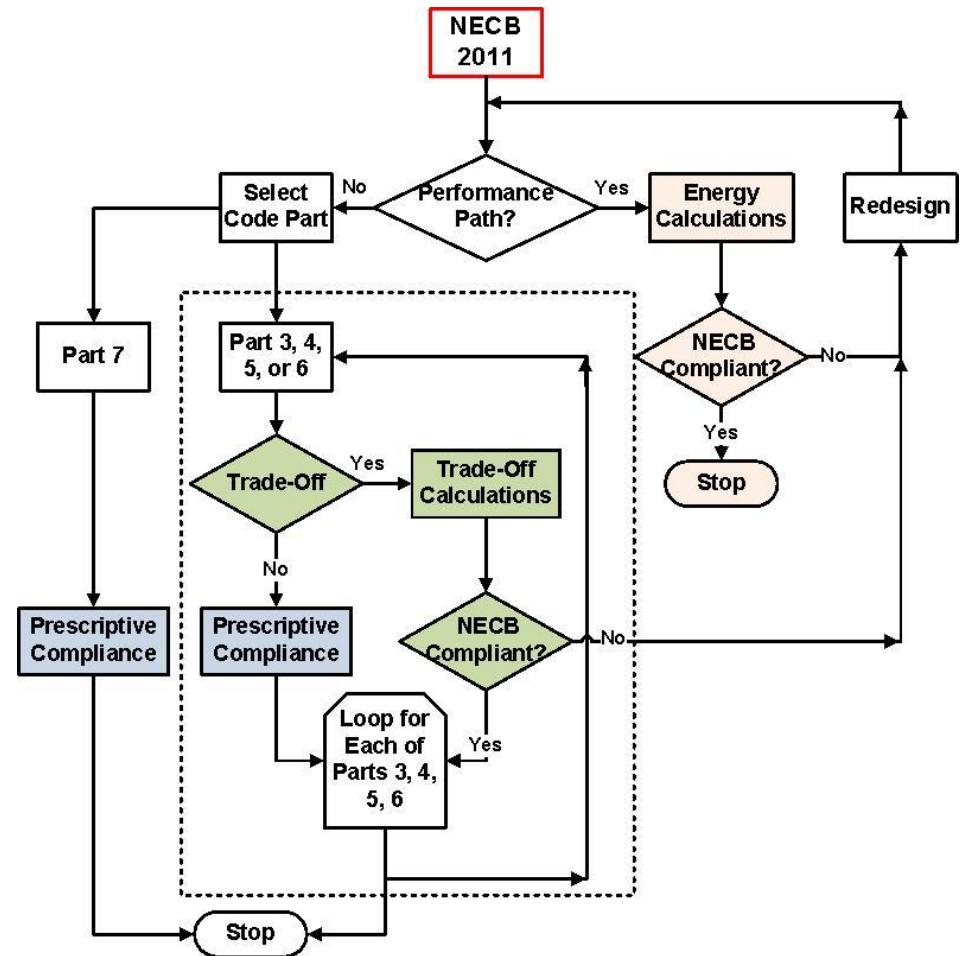 NECB
2011
Select
Code Part
No
Performance
Path?
Yes
Energy
Calculations
Redesign
Part 7
Part 3, 4,
5, or 6
NECB
Compliant?
No
Yes
Stop
Trade-Off
Yes
Trade-Off
Calculations
No
Prescriptive
Compliance
Prescriptive
Compliance
NECB
Compliant?
No
Yes
Loop for
Each of
Parts 3, 4,
5, 6
Stop